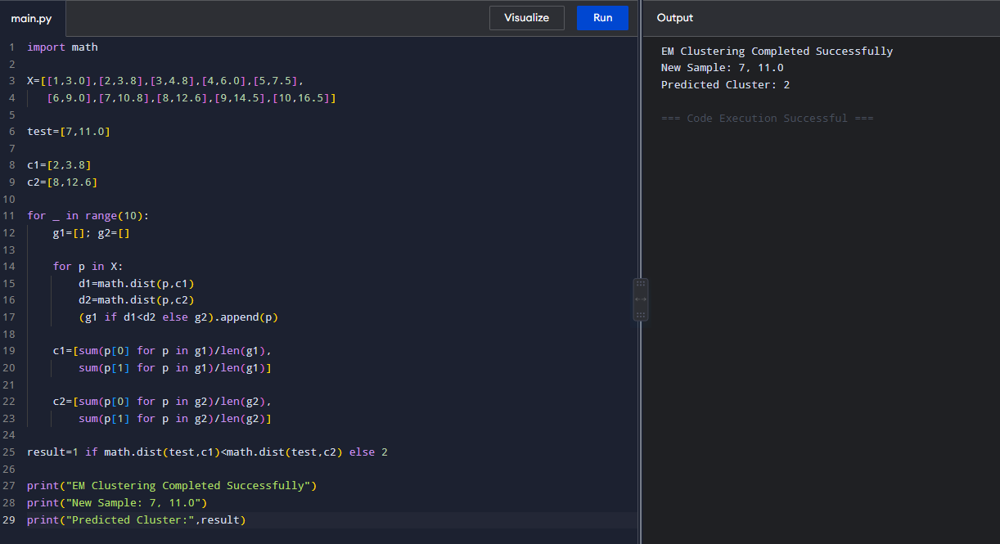 main.py
Visualize
Run
Output
1 import math
2
3 X=[[1,3.0],[2,3.8],[3,4.8],[4,6.0],[5,7.5],
4    [6,9.0],[7,10.8],[8,12.6],[9,14.5],[10,16.5]]
5
6 test=[7,11.0]
7
8 c1=[2,3.8]
9 c2=[8,12.6]
10
11 for _ in range(10):
12     g1=[]; g2=[]
13
14     for p in X:
15         d1=math.dist(p,c1)
16         d2=math.dist(p,c2)
17         (g1 if d1<d2 else g2).append(p)
18
19     c1=[sum(p[0] for p in g1)/len(g1),
20         sum(p[1] for p in g1)/len(g1)]
21
22     c2=[sum(p[0] for p in g2)/len(g2),
23         sum(p[1] for p in g2)/len(g2)]
24
25 result=1 if math.dist(test,c1)<math.dist(test,c2) else 2
26
27 print("EM Clustering Completed Successfully")
28 print("New Sample: 7, 11.0")
29 print("Predicted Cluster:",result)
EM Clustering Completed Successfully
New Sample: 7, 11.0
Predicted Cluster: 2
=== Code Execution Successful ===